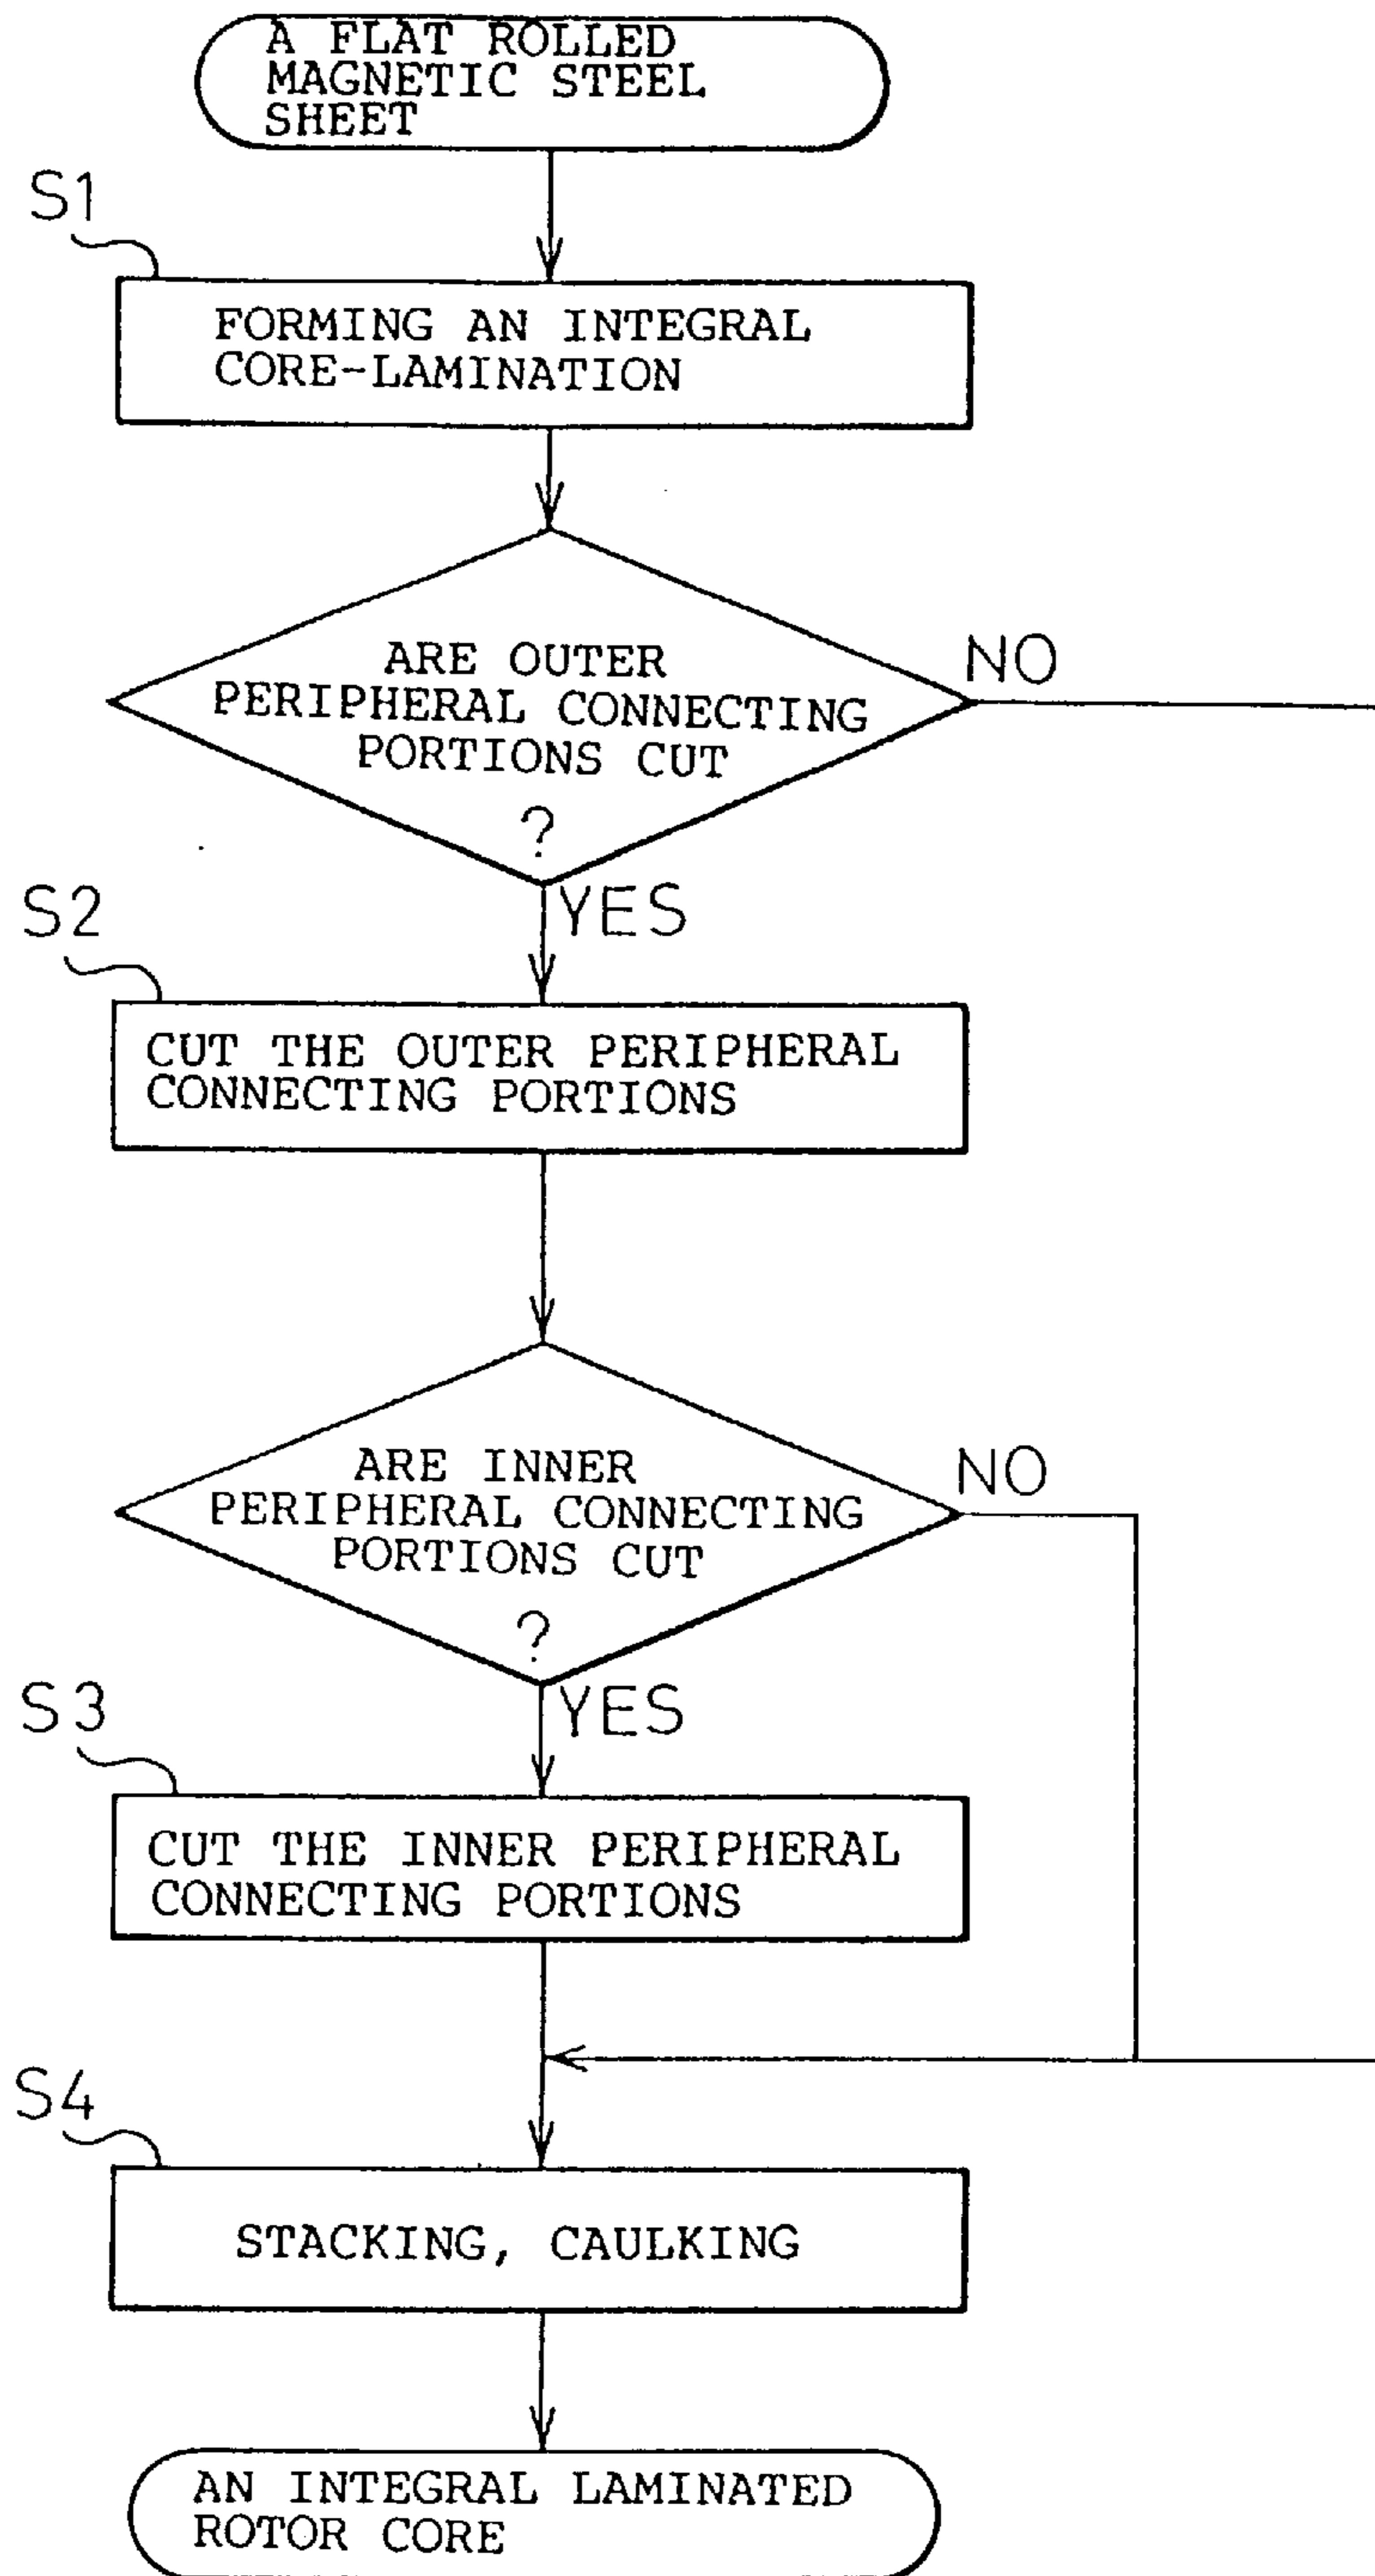 A FLAT ROLLED
MAGNETIC STEEL
SHEET
S1
FORMING AN INTEGRAL
CORE-LAMINATION
ARE OUTER
PERIPHERAL CONNECTING
PORTIONS CUT
?
NO
YES
S2
CUT THE OUTER PERIPHERAL
CONNECTING PORTIONS
ARE INNER
PERIPHERAL CONNECTING
PORTIONS CUT
?
NO
YES
S3
CUT THE INNER PERIPHERAL
CONNECTING PORTIONS
S4
STACKING, CAULKING
AN INTEGRAL LAMINATED
ROTOR CORE